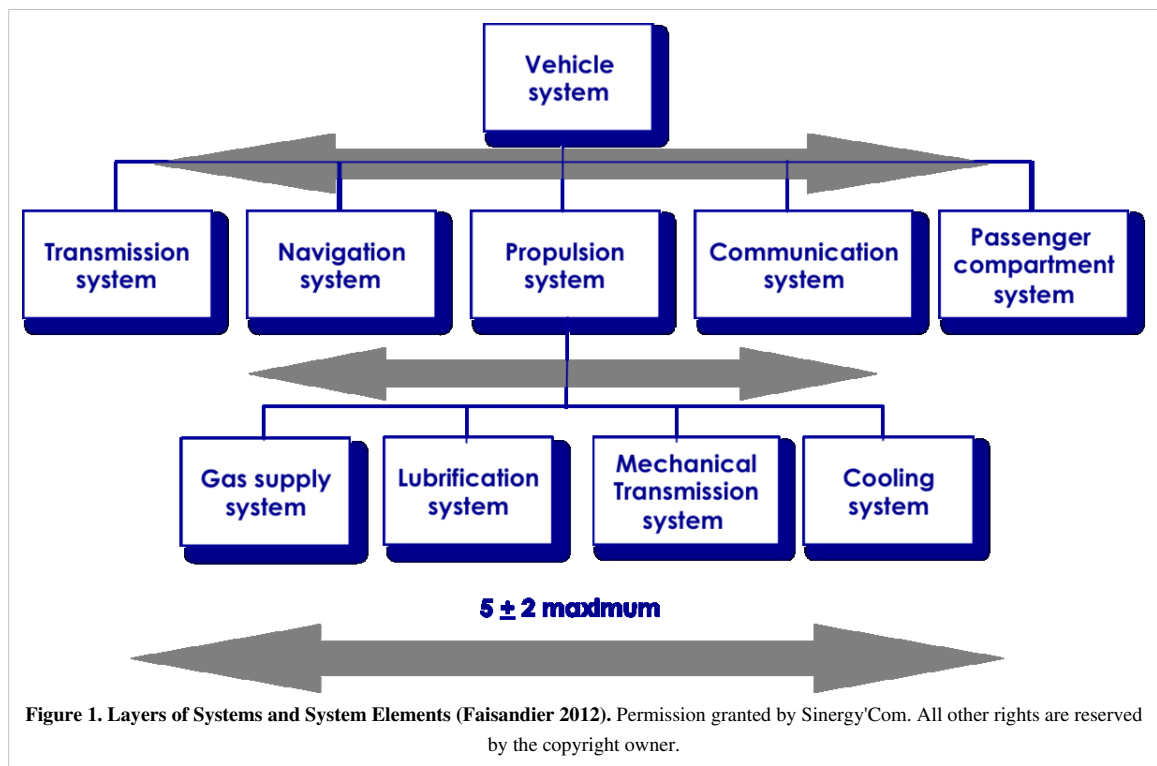 Vehicle
system
Transmission
system
Navigation
system
Propulsion
system
Communication
system
Passenger
compartment
system
Gas supply
system
Lubrification
system
Mechanical
Transmission
system
Cooling
system
5 ± 2 maximum
Figure 1. Layers of Systems and System Elements (Faisandier 2012). Permission granted by Sinergy'Com. All other rights are reserved
by the copyright owner.